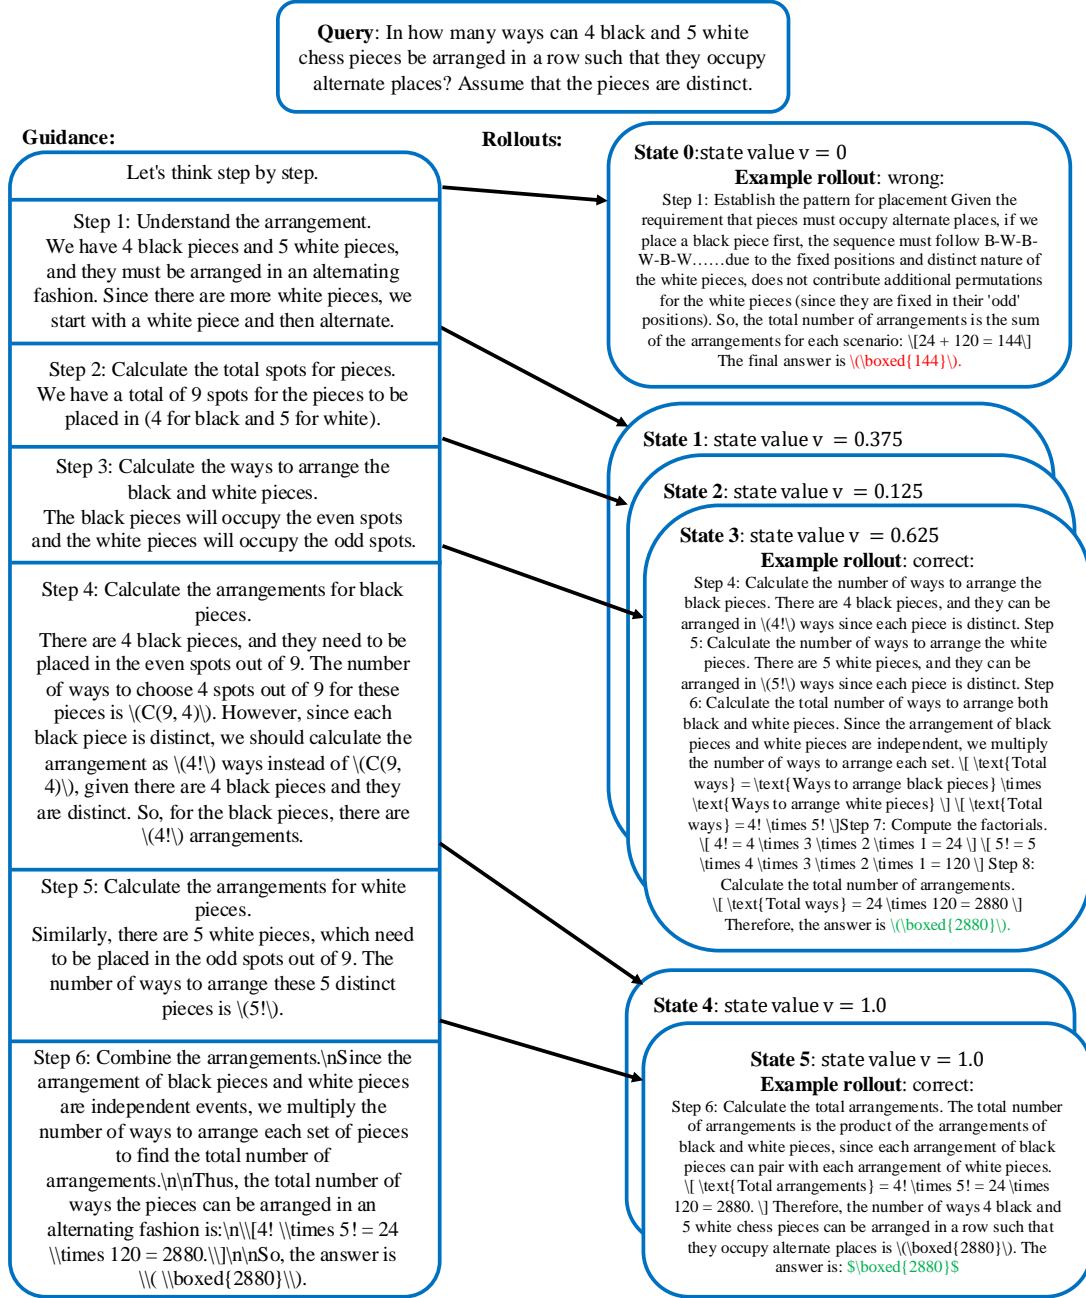 Query: In how many ways can 4 black and 5 white
chess pieces be arranged in a row such that they occupy
alternate places? Assume that the pieces are distinct.
Guidance:
Let's think step by step.
Step 1: Understand the arrangement.
We have 4 black pieces and 5 white pieces,
and they must be arranged in an alternating
fashion. Since there are more white pieces, we
start with a white piece and then alternate.
Step 2: Calculate the total spots for pieces.
We have a total of 9 spots for the pieces to be
placed in (4 for black and 5 for white).
Step 3: Calculate the ways to arrange the
black and white pieces.
The black pieces will occupy the even spots
and the white pieces will occupy the odd spots.
Step 4: Calculate the arrangements for black
pieces.
There are 4 black pieces, and they need to be
placed in the even spots out of 9. The number
of ways to choose 4 spots out of 9 for these
pieces is \(C(9, 4)\). However, since each
black piece is distinct, we should calculate the
arrangement as \(4!\) ways instead of \(C(9,
4)\), given there are 4 black pieces and they
are distinct. So, for the black pieces, there are
\(4!\) arrangements.
Step 5: Calculate the arrangements for white
pieces.
Similarly, there are 5 white pieces, which need
to be placed in the odd spots out of 9. The
number of ways to arrange these 5 distinct
pieces is \(5!\).
Step 6: Combine the arrangements.\nSince the
arrangement of black pieces and white pieces
are independent events, we multiply the
number of ways to arrange each set of pieces
to find the total number of
arrangements.\n\nThus, the total number of
ways the pieces can be arranged in an
alternating fashion is:\n\\[4! \\times 5! = 24
\\times 120 = 2880.\\]\n\nSo, the answer is
\\( \\boxed{2880}\\).
Rollouts:
State 0:state value v = 0
Example rollout: wrong:
Step 1: Establish the pattern for placement Given the
requirement that pieces must occupy alternate places, if we
place a black piece first, the sequence must follow B-W-B-
W-B-W……due to the fixed positions and distinct nature of
the white pieces, does not contribute additional permutations
for the white pieces (since they are fixed in their 'odd'
positions). So, the total number of arrangements is the sum
of the arrangements for each scenario: \[24 + 120 = 144\]
The final answer is \(\boxed{144}\).
State 1: state value v = 0.375
State 2: state value v = 0.125
State 3: state value v = 0.625
Example rollout: correct:
Step 4: Calculate the number of ways to arrange the
black pieces. There are 4 black pieces, and they can be
arranged in \(4!\) ways since each piece is distinct. Step
5: Calculate the number of ways to arrange the white
pieces. There are 5 white pieces, and they can be
arranged in \(5!\) ways since each piece is distinct. Step
6: Calculate the total number of ways to arrange both
black and white pieces. Since the arrangement of black
pieces and white pieces are independent, we multiply
the number of ways to arrange each set. \[ \text{Total
ways} = \text{Ways to arrange black pieces} \times
\text{Ways to arrange white pieces} \] \[ \text{Total
ways} = 4! \times 5! \]Step 7: Compute the factorials.
\[ 4! = 4 \times 3 \times 2 \times 1 = 24 \] \[ 5! = 5
\times 4 \times 3 \times 2 \times 1 = 120 \] Step 8:
Calculate the total number of arrangements.
\[ \text{Total ways} = 24 \times 120 = 2880 \]
Therefore, the answer is \(\boxed{2880}\).
State 4: state value v = 1.0
State 5: state value v = 1.0
Example rollout: correct:
Step 6: Calculate the total arrangements. The total number
of arrangements is the product of the arrangements of
black and white pieces, since each arrangement of black
pieces can pair with each arrangement of white pieces.
\[ \text{Total arrangements} = 4! \times 5! = 24 \times
120 = 2880. \] Therefore, the number of ways 4 black and
5 white chess pieces can be arranged in a row such that
they occupy alternate places is \(\boxed{2880}\). The
answer is: $\boxed{2880}$